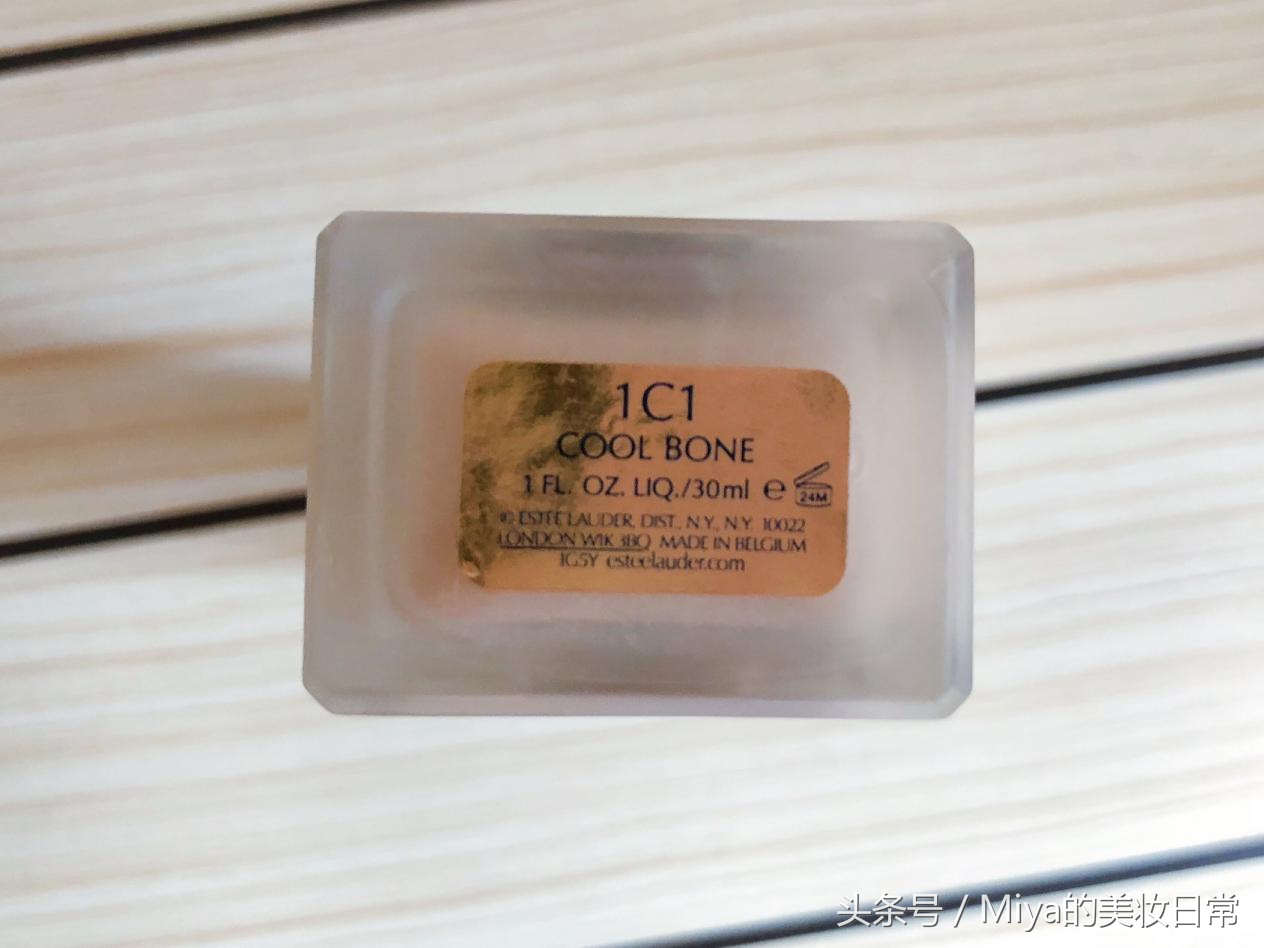 1C1
COOL BONE
1 FL. OZ. LIQ./30ml ℮ 24M
© ESTEE LAUDER, DIST., N.Y., N.Y. 10022
LONDON W1K 3BQ MADE IN BELGIUM
1G5Y esteelauder.com
头条号 / Miya的美妆日常